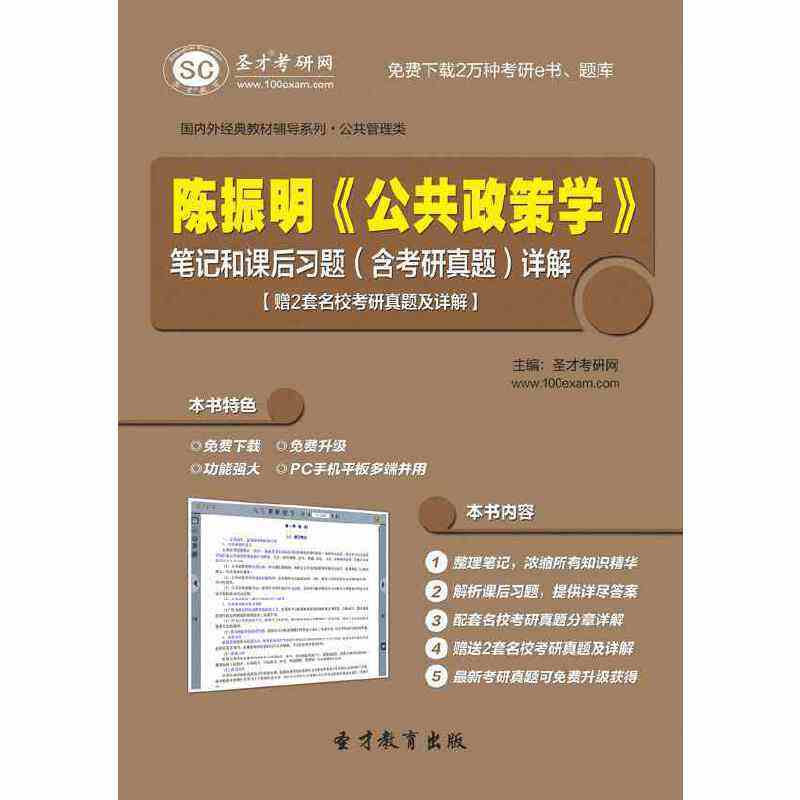 SC
圣才考研网
www.100exam.com
免费下载2万种考研e书、题库
国内外经典教材辅导系列·公共管理类
陈振明《公共政策学》
笔记和课后习题（含考研真题）详解
【赠2套名校考研真题及详解】
主编：圣才考研网
www.100exam.com
本书特色
◎免费下载 ◎免费升级
◎功能强大 ◎PC手机平板多端并用
本书内容
1 整理笔记，浓缩所有知识精华
2 解析课后习题，提供详尽答案
3 配套名校考研真题分章详解
4 赠送2套名校考研真题及详解
5 最新考研真题可免费升级获得
圣才教育出版